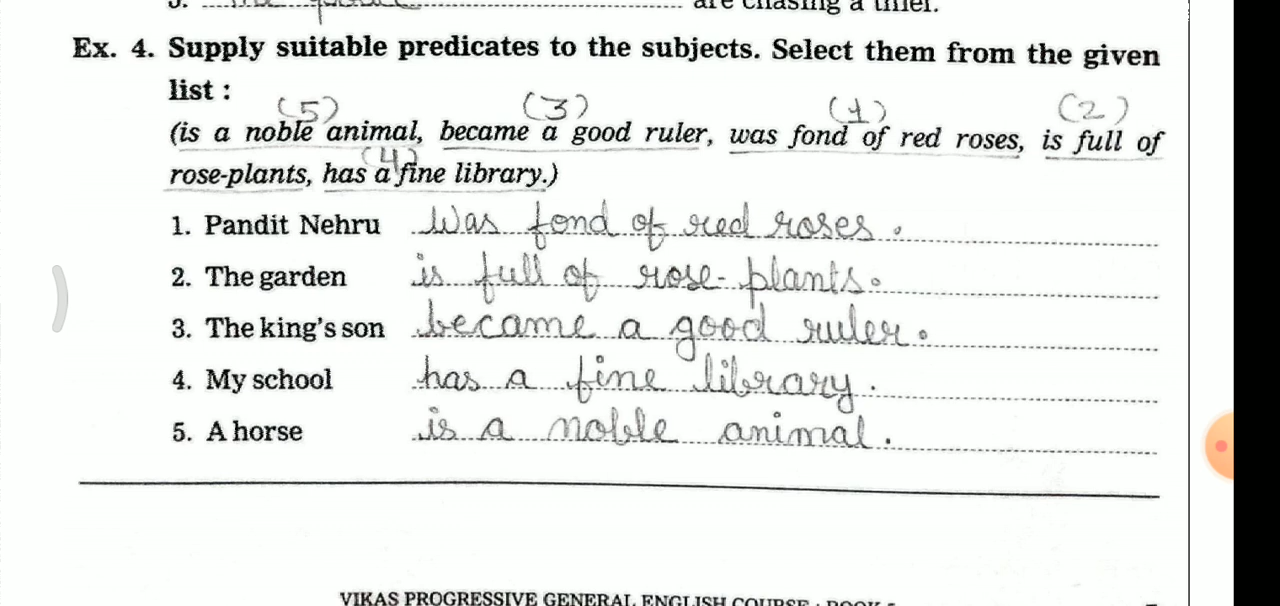 are chasing a thief.
Ex. 4. Supply suitable predicates to the subjects. Select them from the given
list :
(5) (3) (1) (2)
(is a noble animal, became a good ruler, was fond of red roses, is full of
(4)
rose-plants, has a fine library.)
1. Pandit Nehru was fond of red roses.
2. The garden is full of rose-plants.
3. The king's son became a good ruler.
4. My school has a fine library.
5. A horse is a noble animal.
VIKAS PROGRESSIVE GENERAL ENGLISH COURSE : BOOK